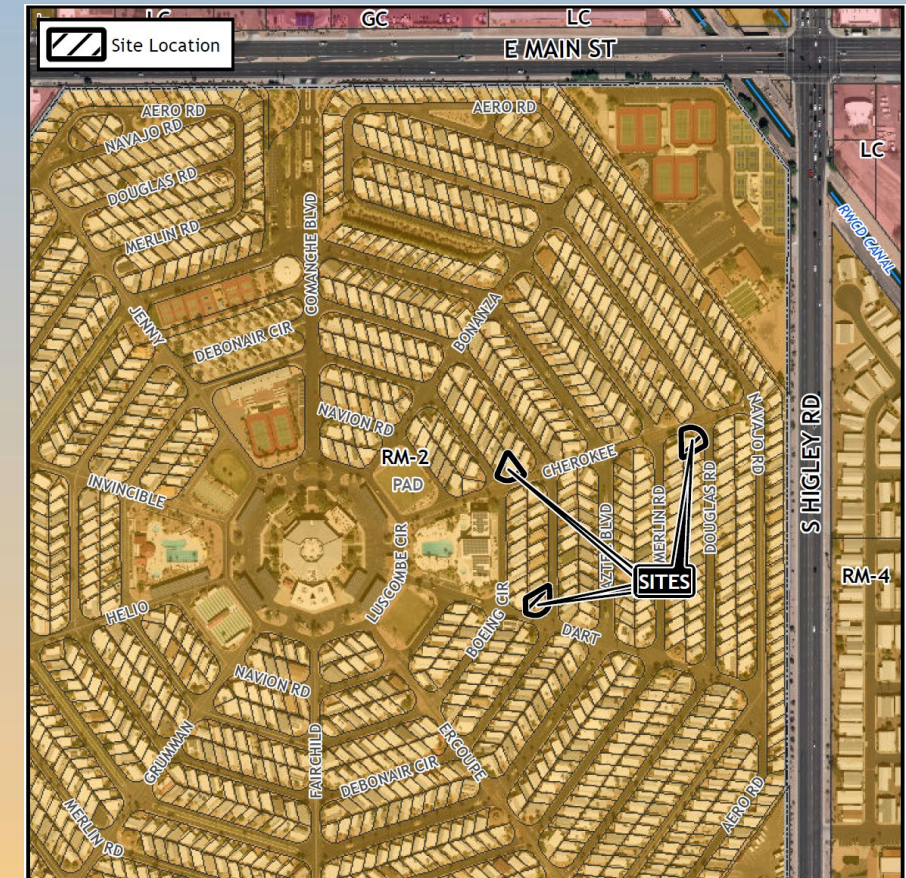 LC
GC
LC
Site Location
E MAIN ST
AERO RD
AERO RD
NAVAJO RD
LC
DOUGLAS RD
COMANCHE BLVD
MERLIN RD
RWCD CANAL
JENNY
BONANZA
DEBONAIR CIR
NAVION RD
NAVAJO RD
S HIGLEY RD
RM-2
PAD
CHEROKEE
INVINCIBLE
MERLIN RD
DOUGLAS RD
BLVD
LUSCOMBE CIR
SITES
RM-4
HELIO
BOEING CIR
DART
NAVION RD
GRUMMAN
FAIRCHILD
ERCOUPE
DEBONAIR CIR
AERO RD
MERLIN RD